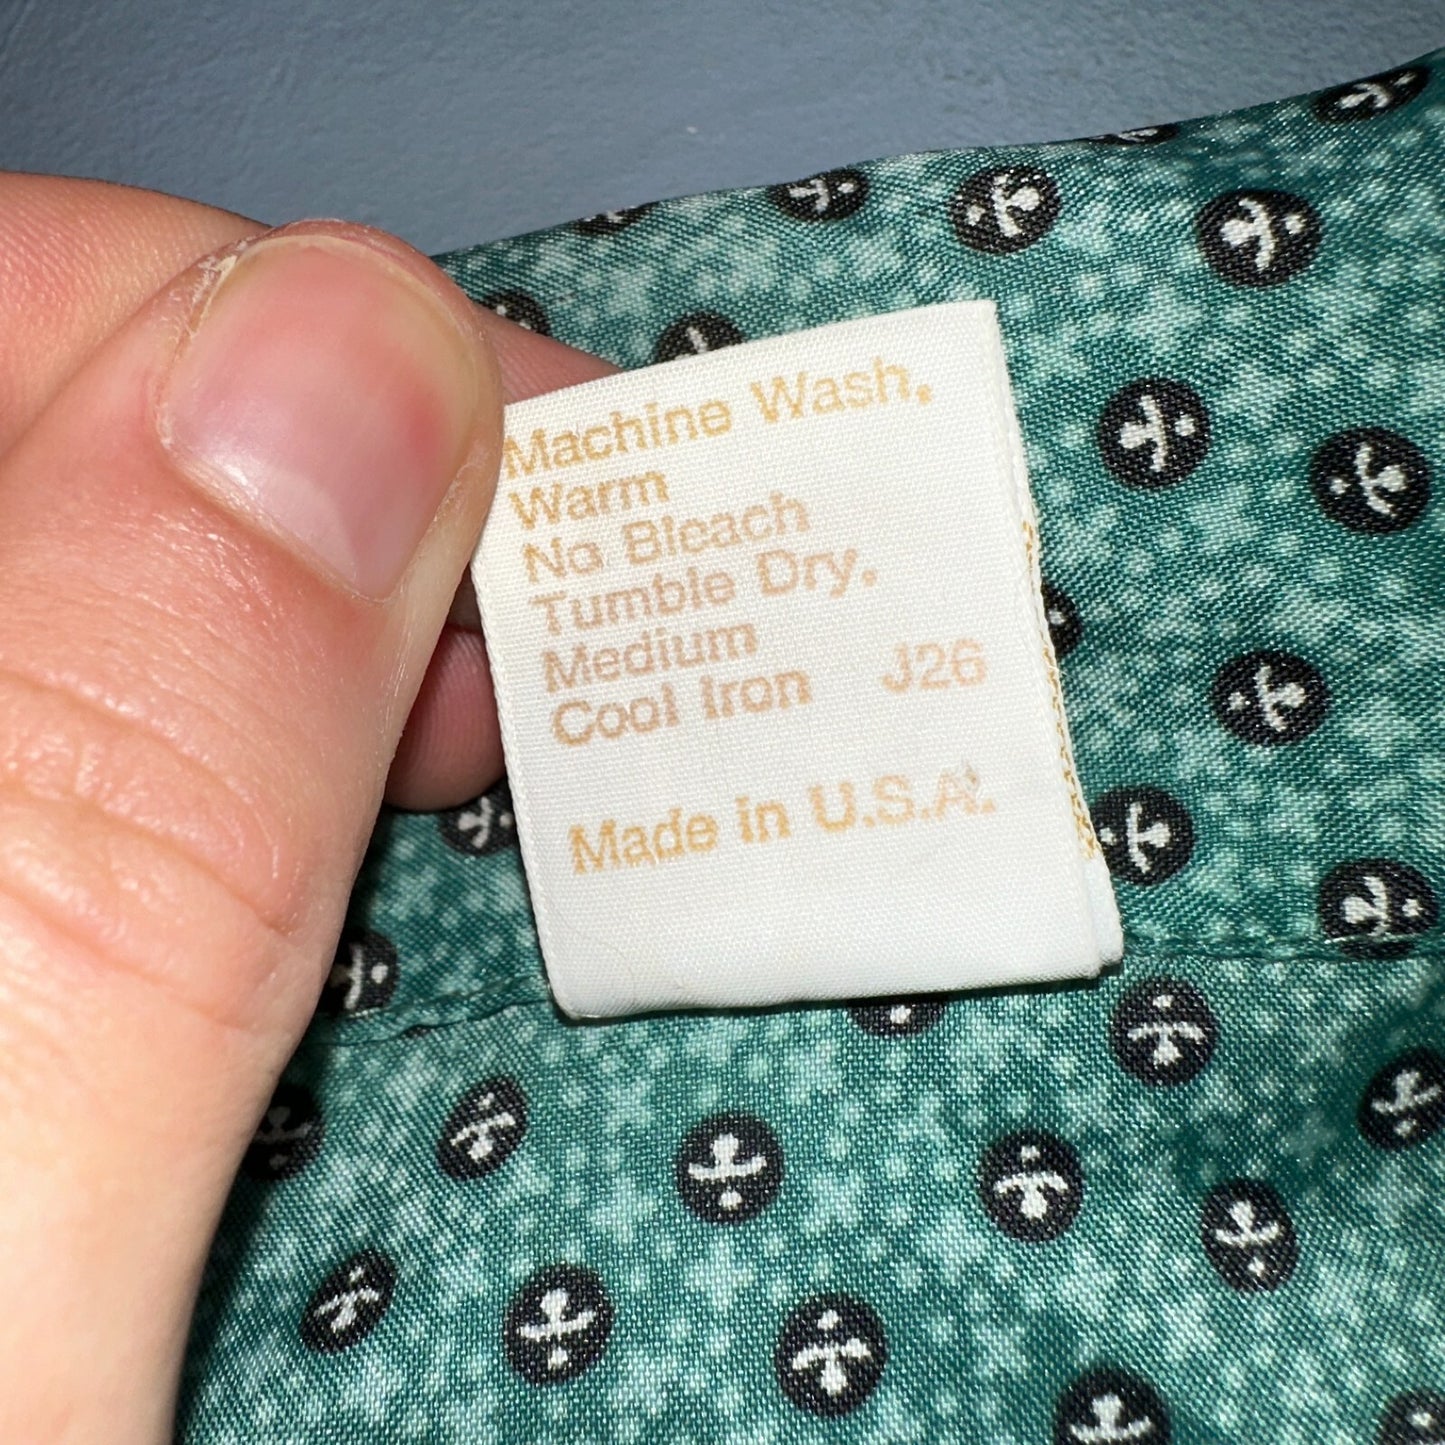 Machine Wash.
Warm
No Bleach
Tumble Dry.
Medium
Cool Iron J26
Made in U.S.A.